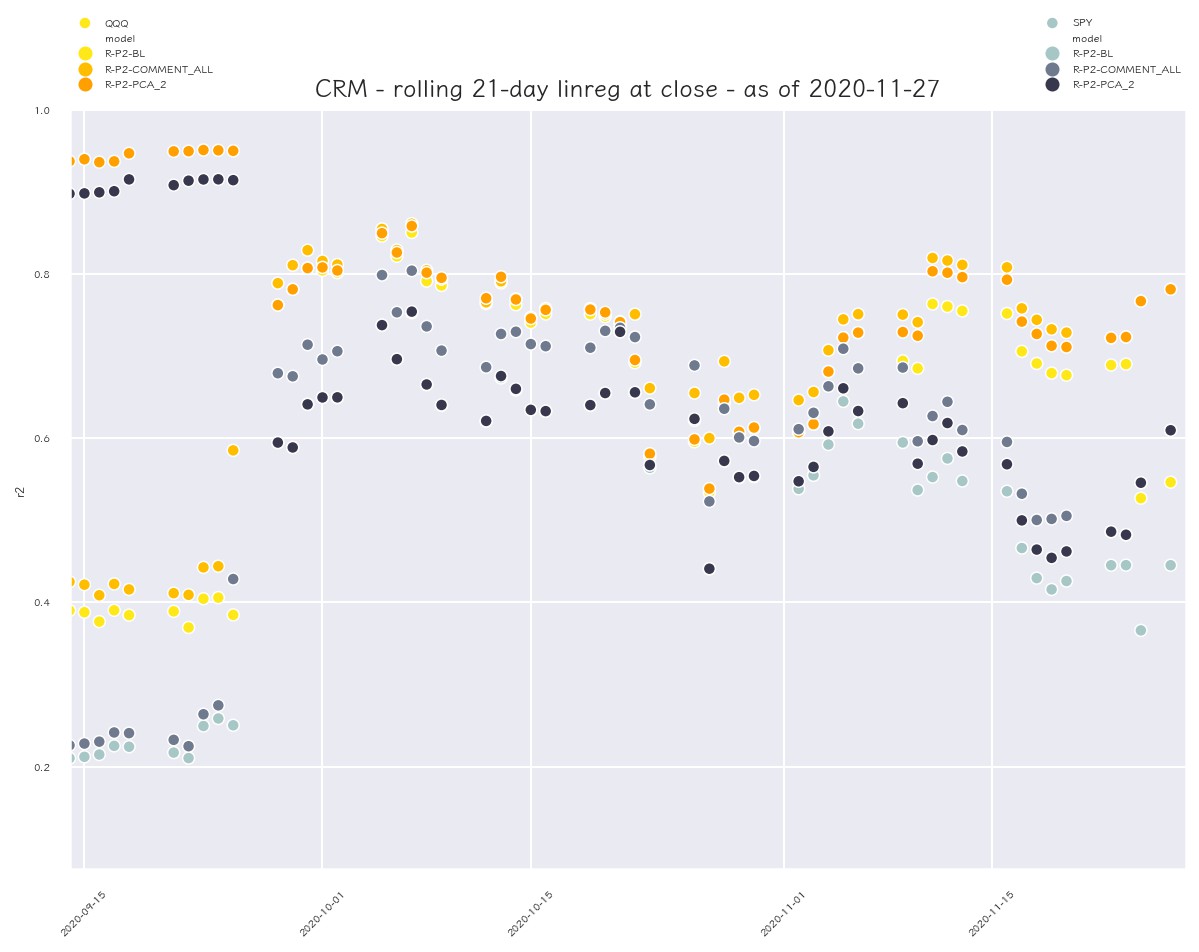 QQQ
model
R-P2-BL
R-P2-COMMENT_ALL
R-P2-PCA_2
SPY
model
R-P2-BL
R-P2-COMMENT_ALL
R-P2-PCA_2
CRM - rolling 21-day linreg at close - as of 2020-11-27
1.0
0.8
0.6
0.4
0.2
r2
2020-09-15
2020-10-01
2020-10-15
2020-11-01
2020-11-15